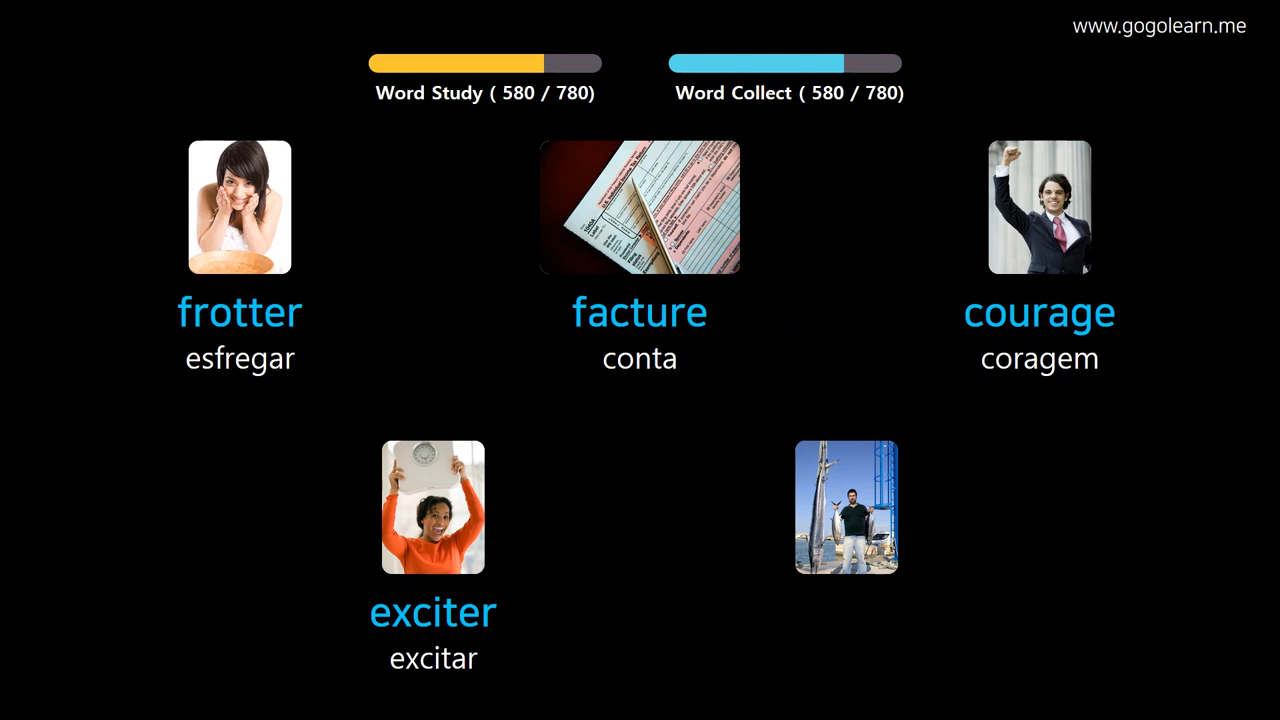 www.gogolearn.me
Word Study ( 580 / 780)
Word Collect ( 580 / 780)
frotter
esfregar
facture
conta
courage
coragem
exciter
excitar